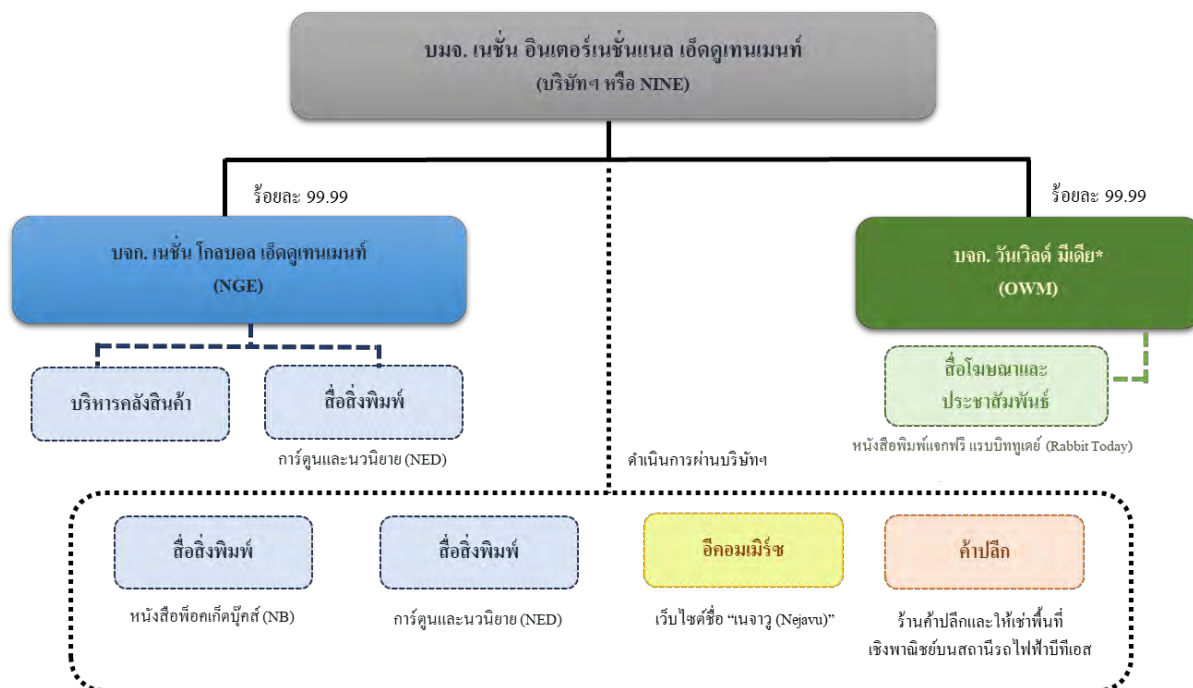 บมจ. เนชั่น อินเตอร์เนชั่นแนล เอ็ดดูเทนเมนท์
(บริษัทฯ หรือ NINE)
ร้อยละ 99.99
ร้อยละ 99.99
บจก. เนชั่น โกลบอล เอ็ดดูเทนเมนท์
(NGE)
บจก. วันเวิลด์ มีเดีย*
(OWM)
บริหารคลังสินค้า
สื่อสิ่งพิมพ์
การ์ตูนและนวนิยาย (NED)
สื่อโฆษณาและ
ประชาสัมพันธ์
หนังสือพิมพ์แจกฟรี แรบบิททูเดย์ (Rabbit Today)
ดำเนินการผ่านบริษัทฯ
สื่อสิ่งพิมพ์
สื่อสิ่งพิมพ์
อีคอมเมิร์ซ
ค้าปลีก
หนังสือพ็อคเก็ตบุ๊คส์ (NB)
การ์ตูนและนวนิยาย (NED)
เว็บไซต์ชื่อ “เนจาวู (Nejavu)”
ร้านค้าปลีกและให้เช่าพื้นที่
เชิงพาณิชย์บนสถานีรถไฟฟ้าบีทีเอส